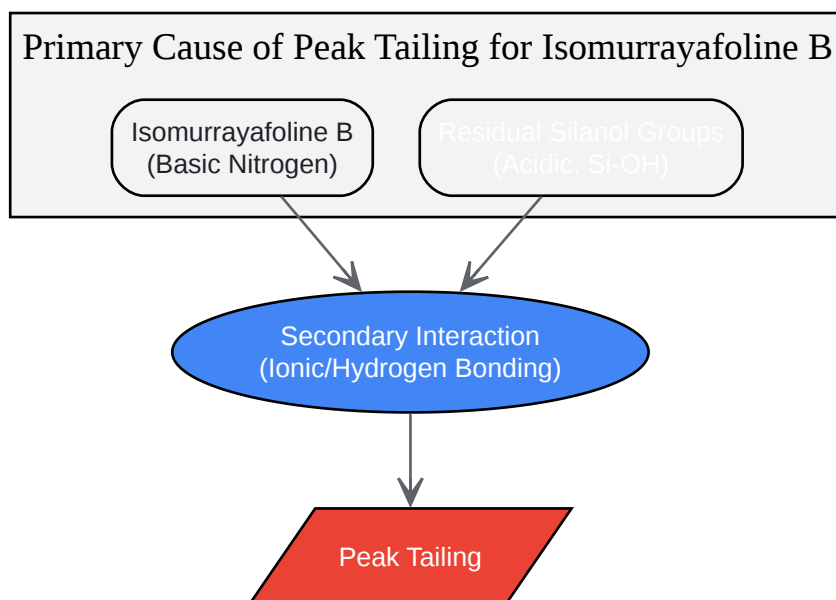 Primary Cause of Peak Tailing for Isomurrayafoline B
Isomurrayafoline B
(Basic Nitrogen)
Residual Silanol Groups
(Acidic, Si-OH)
Secondary Interaction
(Ionic/Hydrogen Bonding)
Peak Tailing